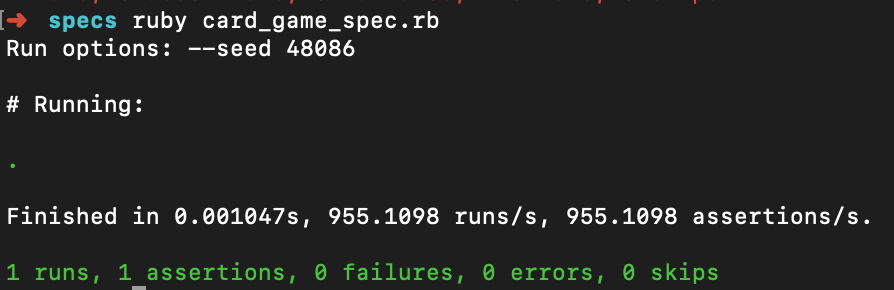 ➜ specs ruby card_game_spec.rb
Run options: --seed 48086
# Running:
.
Finished in 0.001047s, 955.1098 runs/s, 955.1098 assertions/s.
1 runs, 1 assertions, 0 failures, 0 errors, 0 skips